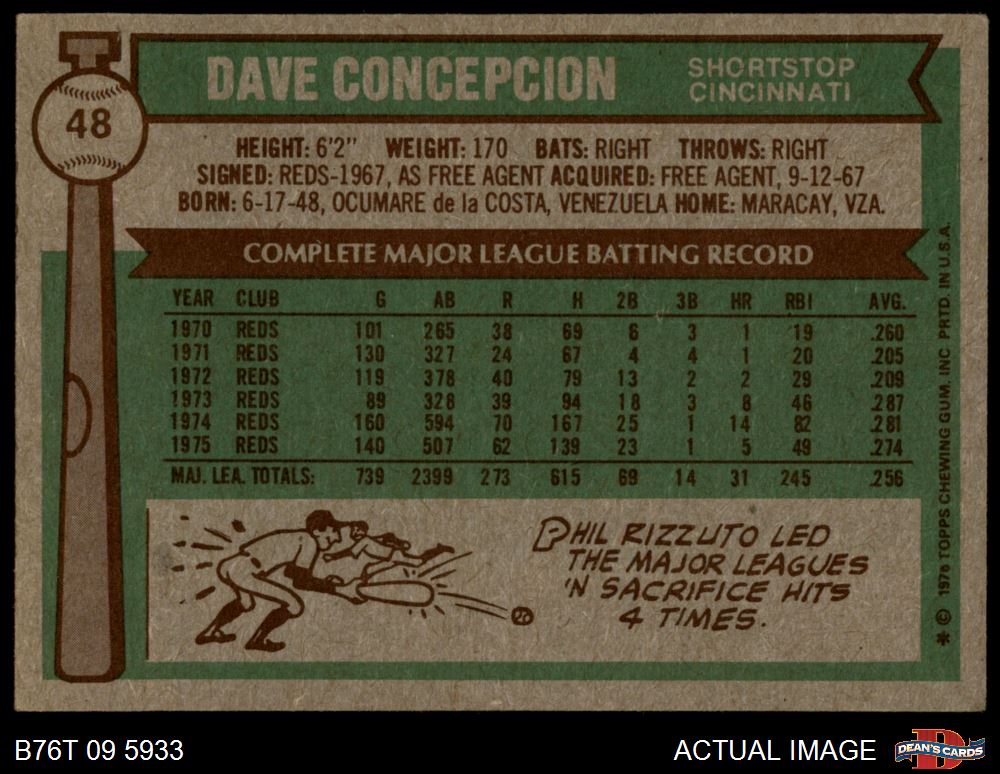 48
DAVE CONCEPCION
SHORTSTOP
CINCINNATI
HEIGHT: 6'2" WEIGHT: 170 BATS: RIGHT THROWS: RIGHT
SIGNED: REDS-1967, AS FREE AGENT ACQUIRED: FREE AGENT, 9-12-67
BORN: 6-17-48, OCUMARE de la COSTA, VENEZUELA HOME: MARACAY, VZA.
COMPLETE MAJOR LEAGUE BATTING RECORD
YEAR CLUB G AB R H 2B 3B HR RBI AVG.
1970 REDS 101 265 38 69 6 3 1 19 .260
1971 REDS 130 327 24 67 4 4 1 20 .205
1972 REDS 119 378 40 79 13 2 2 29 .209
1973 REDS 89 328 39 94 18 3 8 46 .287
1974 REDS 160 594 70 167 25 1 14 82 .281
1975 REDS 140 507 62 139 23 1 5 49 .274
MAJ. LEA. TOTALS: 739 2399 273 615 69 14 31 245 .256
PHIL RIZZUTO LED
THE MAJOR LEAGUES
'N SACRIFICE HITS
4 TIMES.
* © 1976 TOPPS CHEWING GUM, INC PRTD. IN U.S.A.
B76T 09 5933
ACTUAL IMAGE
D
DEAN'S CARDS